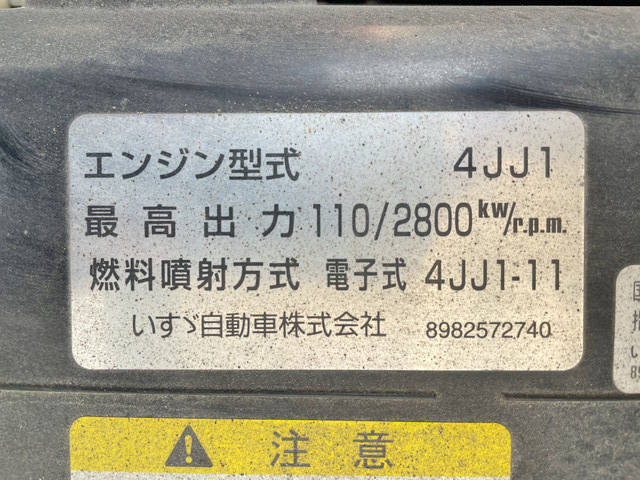 エンジン型式 4JJ1
最高出力 110/2800 kW/r.p.m.
燃料噴射方式 電子式 4JJ1-11
いすゞ自動車株式会社 8982572740
注意